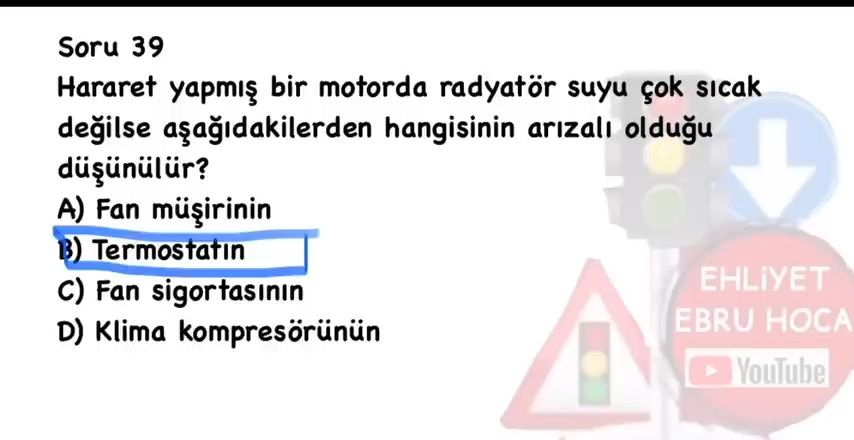 Soru 39
Hararet yapmış bir motorda radyatör suyu çok sıcak
değilse aşağıdakilerden hangisinin arızalı olduğu
düşünülür?
A) Fan müşirinin
B) Termostatın
C) Fan sigortasının
D) Klima kompresörünün
EHLİYET
EBRU HOCA
YouTube